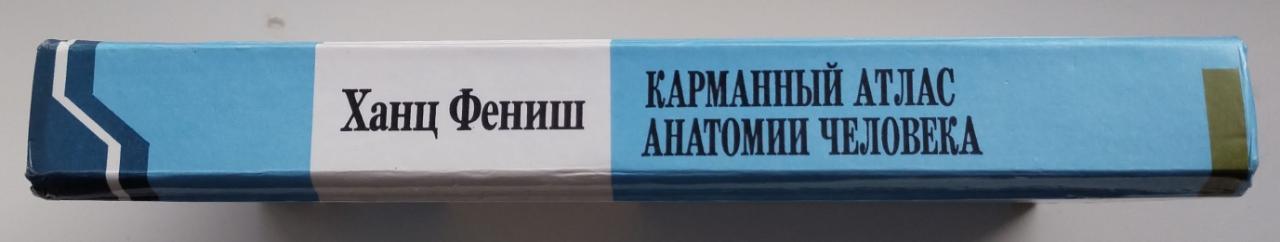 Ханц Фениш
КАРМАННЫЙ АТЛАС
АНАТОМИИ ЧЕЛОВЕКА